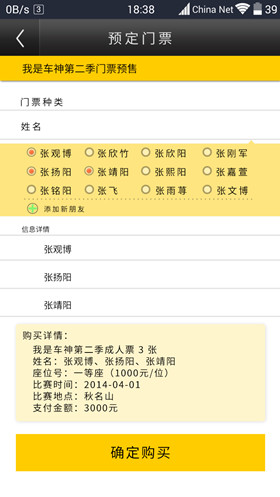 0B/s 3 18:38 China Net 39
预定门票
我是车神第二季门票预售
门票种类
姓名
张观博 张欣竹 张欣阳 张刚军
张扬阳 张靖阳 张熙阳 张嘉萱
张铭阳 张飞 张雨荨 张文博
添加新朋友
信息详情
张观博
张扬阳
张靖阳
购买详情:
我是车神第二季成人票 3 张
姓名:张观博、张扬阳、张靖阳
座位号:一等座(1000元/位)
比赛时间:2014-04-01
比赛地点:秋名山
支付金额:3000元
确定购买